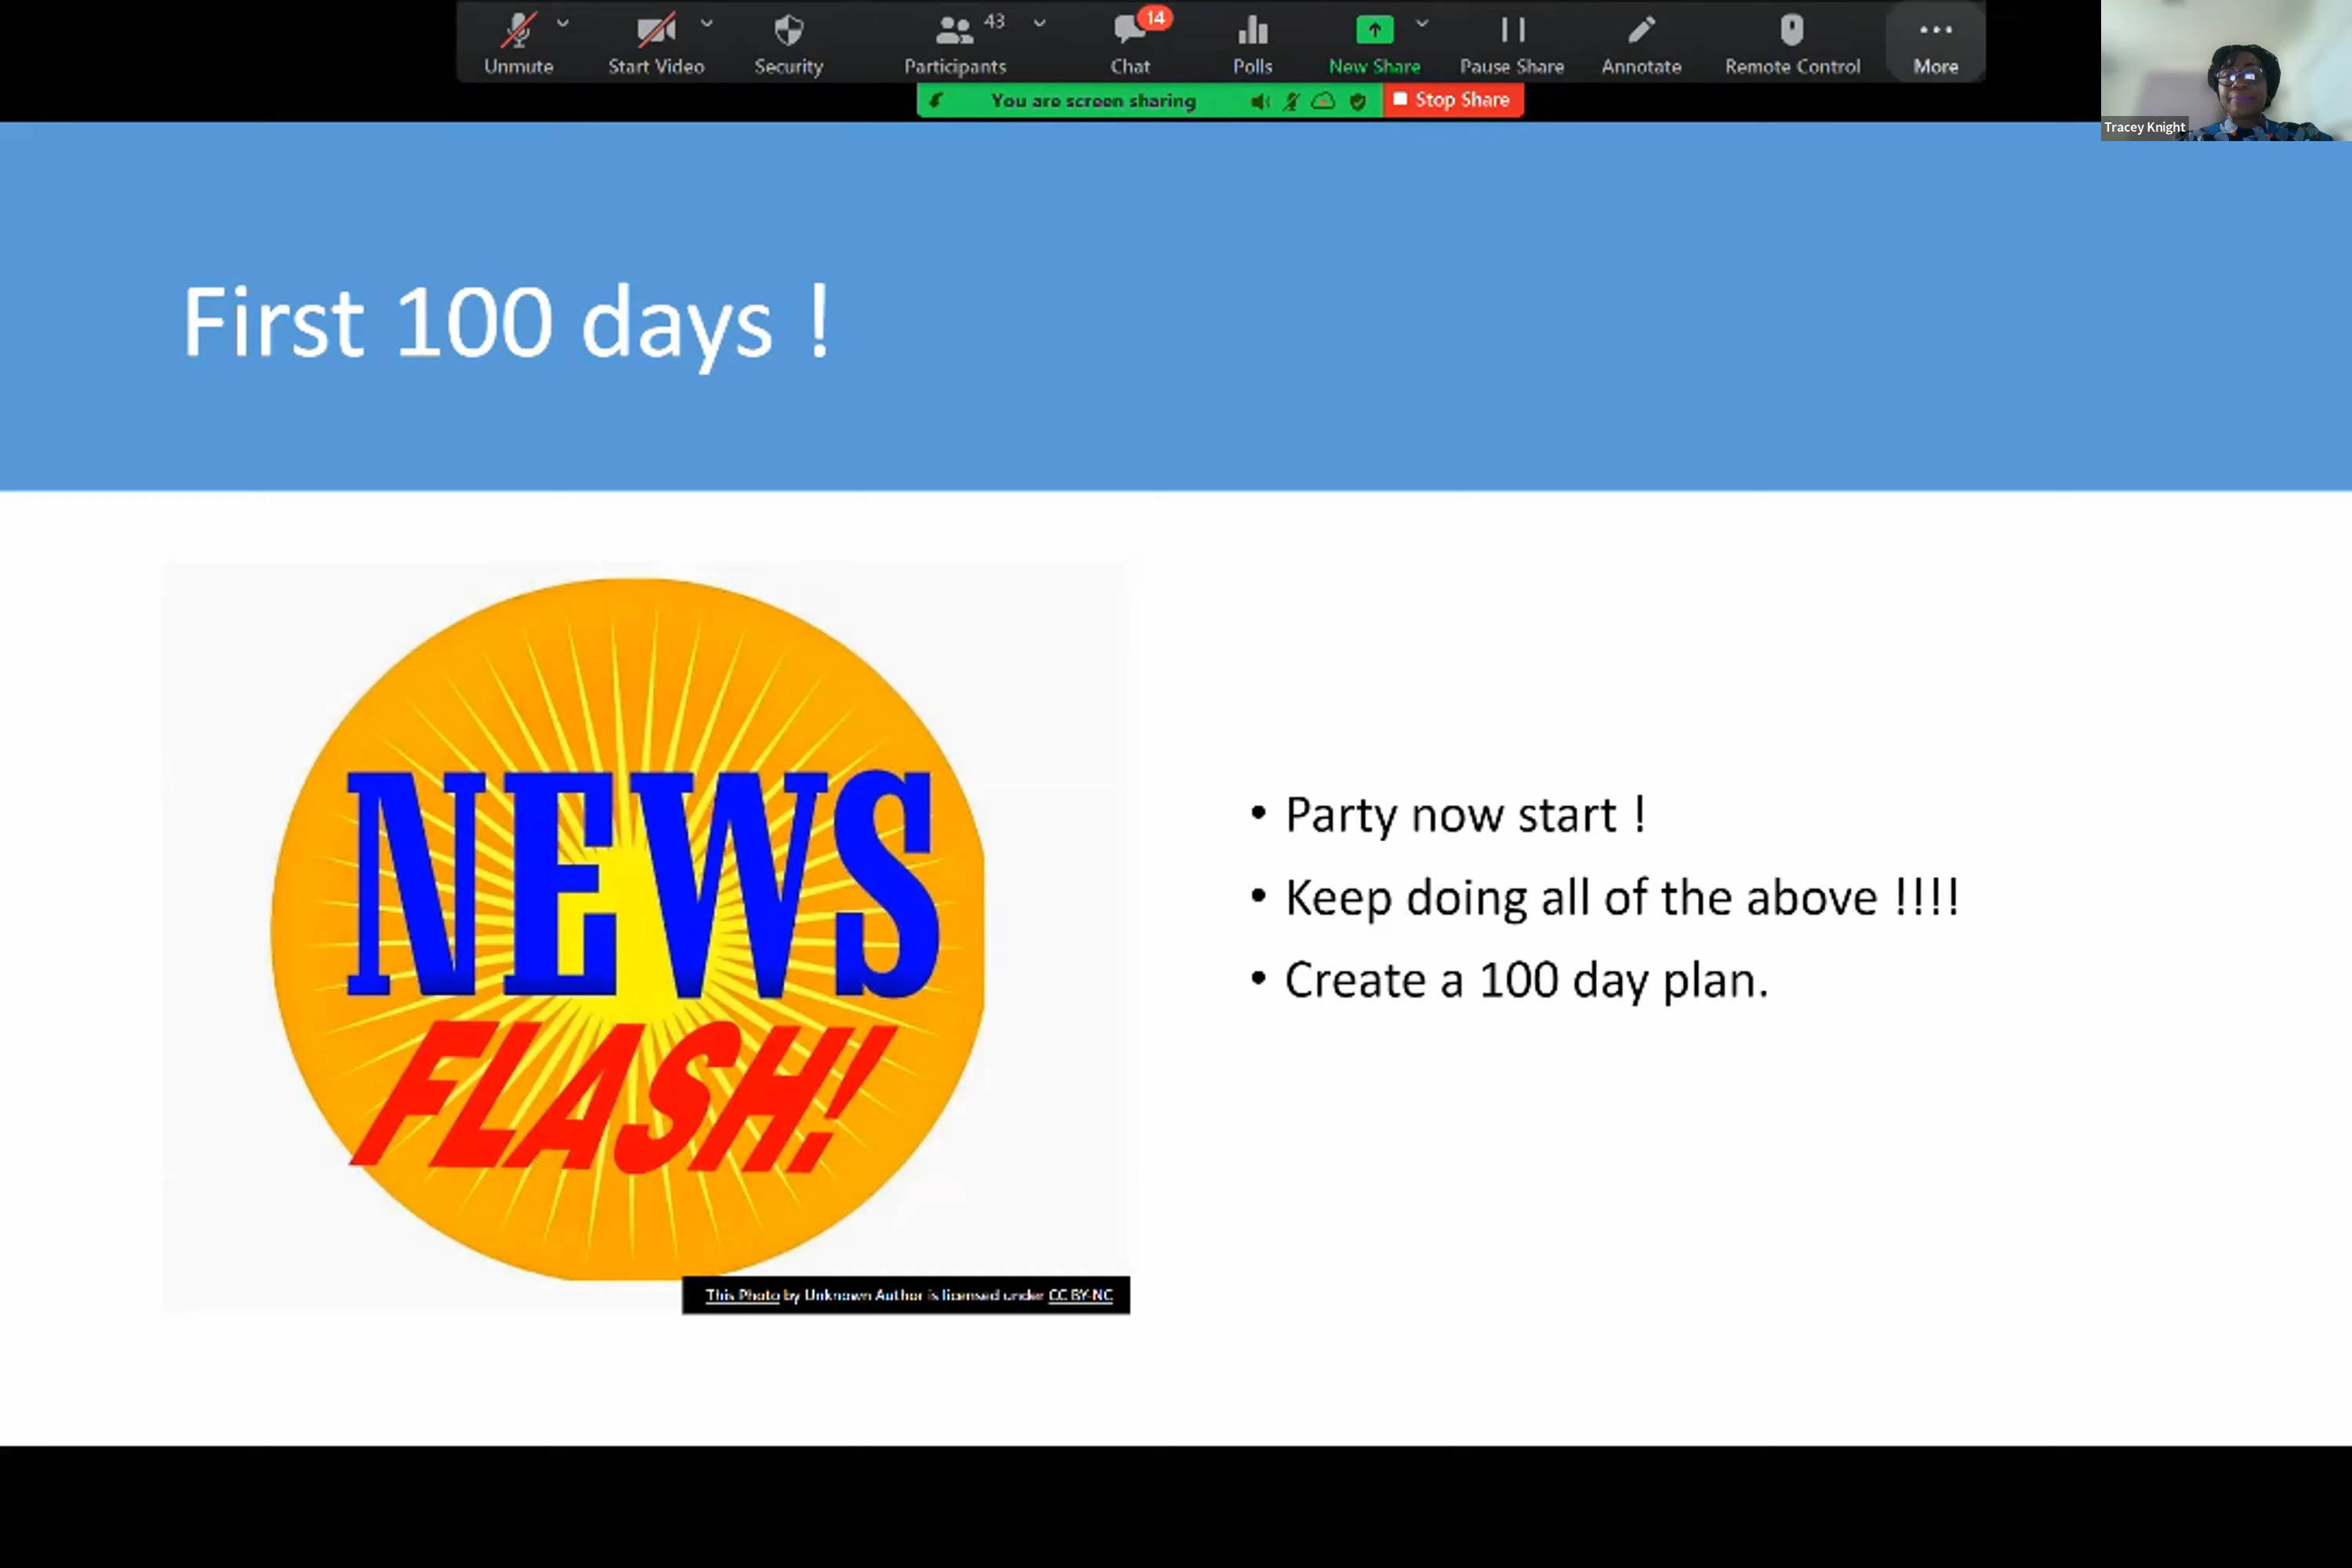 Unmute
Start Video
Security
Participants 43
Chat 14
Polls
New Share
Pause Share
Annotate
Remote Control
More
You are screen sharing
Stop Share
Tracey Knight
First 100 days !
NEWS
FLASH!
This Photo by Unknown Author is licensed under CC BY-NC
• Party now start !
• Keep doing all of the above !!!!
• Create a 100 day plan.